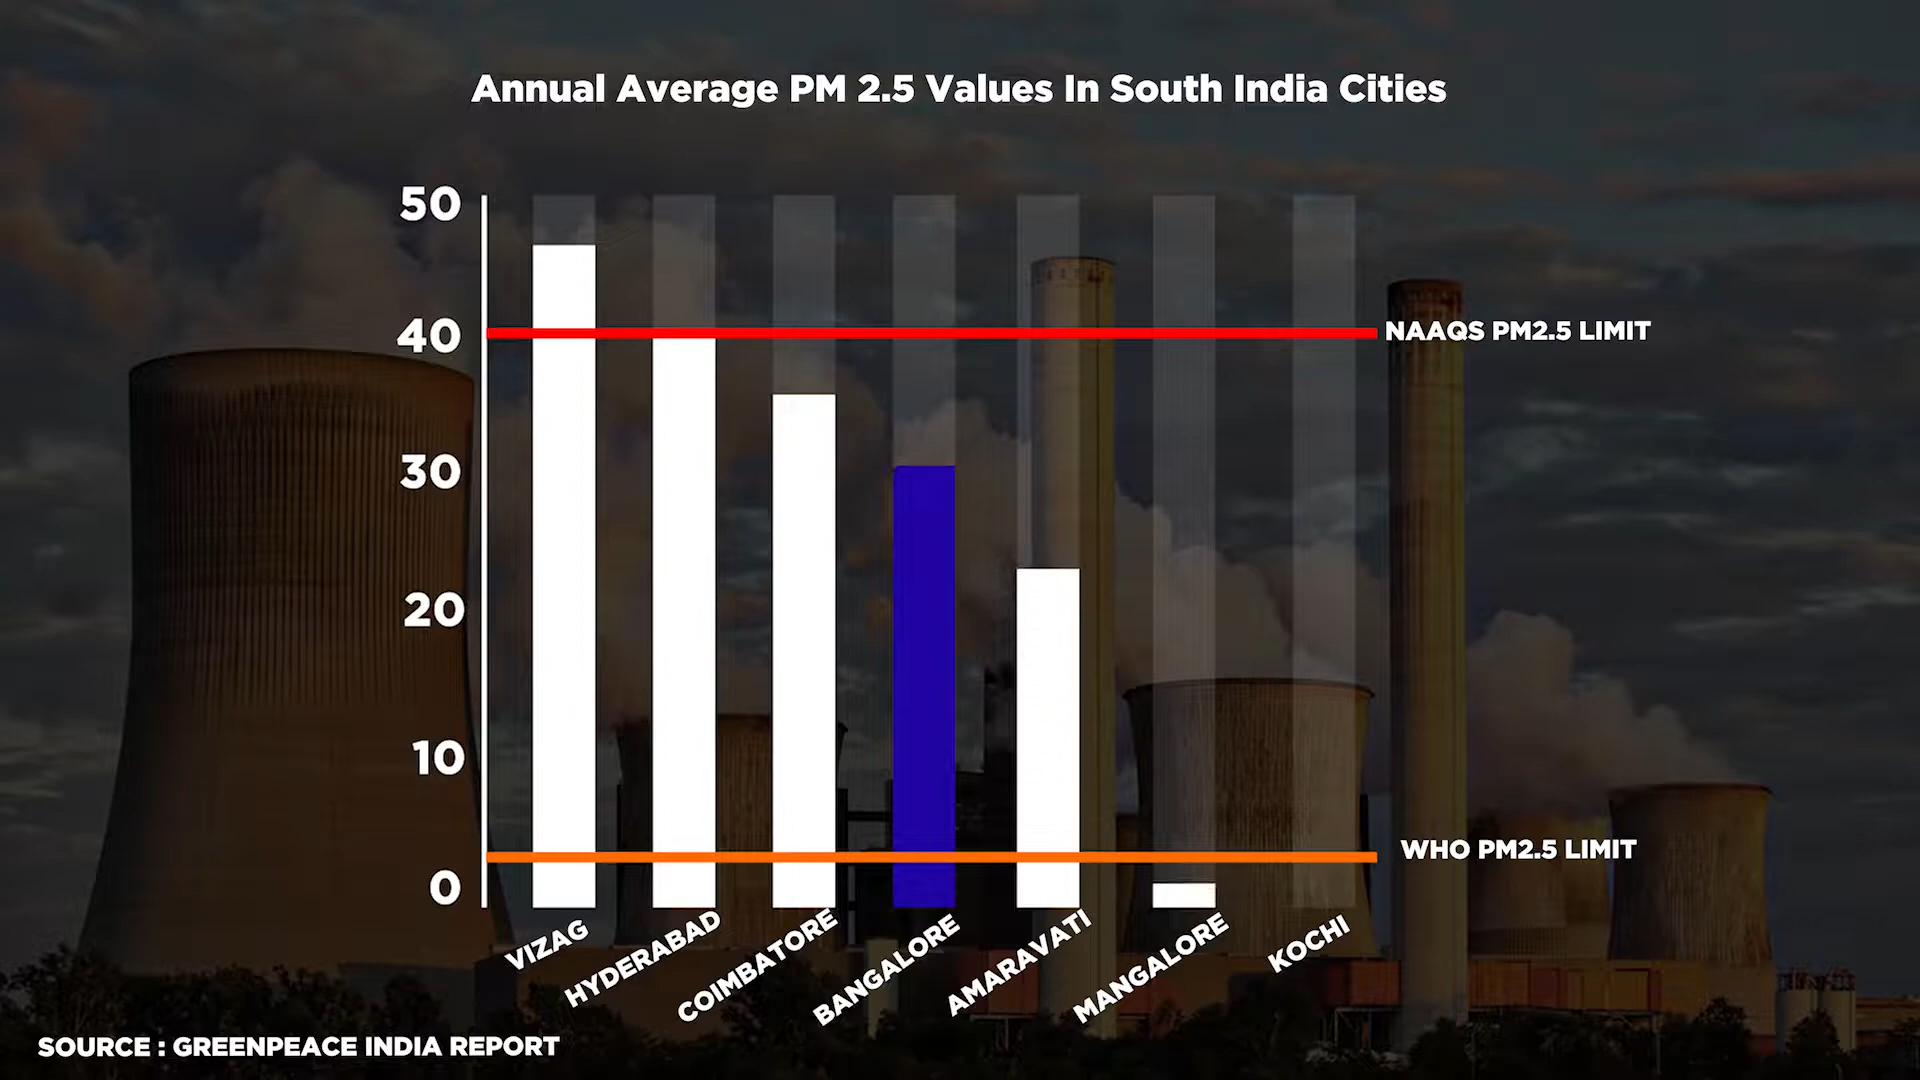 Annual Average PM 2.5 Values In South India Cities
50
40
30
20
10
0
NAAQS PM2.5 LIMIT
WHO PM2.5 LIMIT
VIZAG
HYDERABAD
COIMBATORE
BANGALORE
AMARAVATI
MANGALORE
KOCHI
SOURCE : GREENPEACE INDIA REPORT